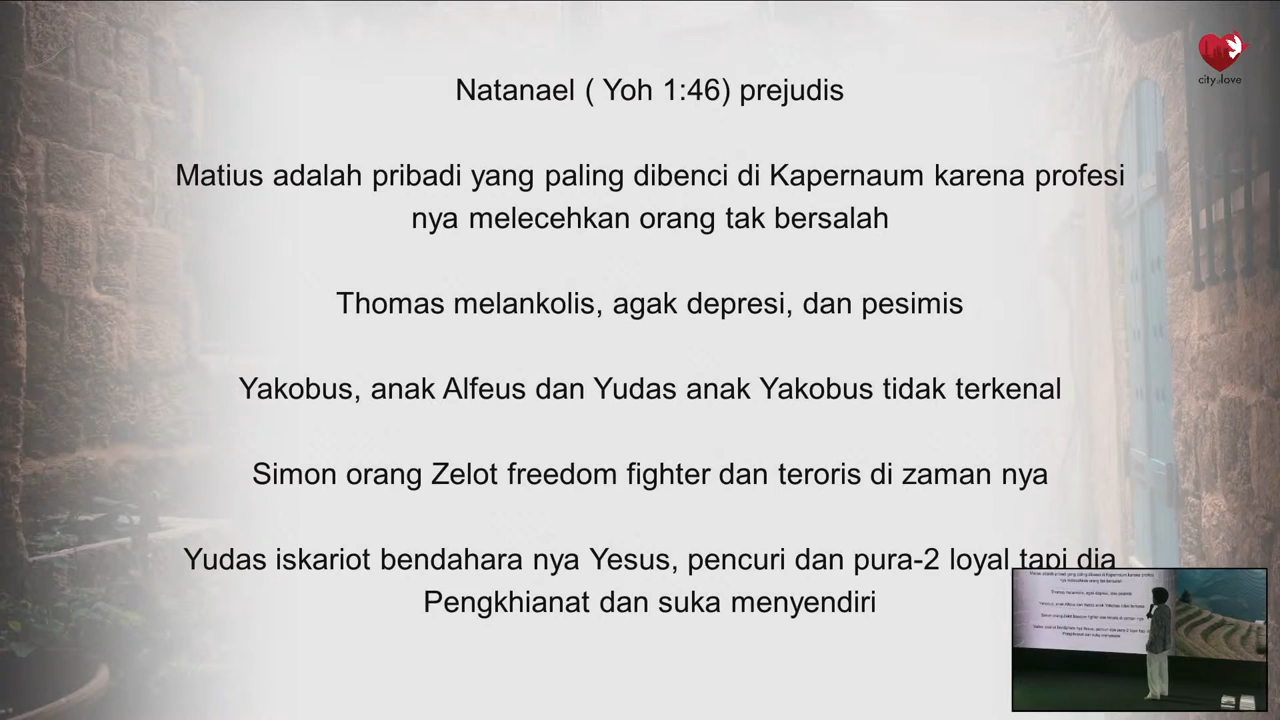 city of love
Natanael ( Yoh 1:46) prejudis
Matius adalah pribadi yang paling dibenci di Kapernaum karena profesi
nya melecehkan orang tak bersalah
Thomas melankolis, agak depresi, dan pesimis
Yakobus, anak Alfeus dan Yudas anak Yakobus tidak terkenal
Simon orang Zelot freedom fighter dan teroris di zaman nya
Yudas iskariot bendahara nya Yesus, pencuri dan pura-2 loyal tapi dia
Pengkhianat dan suka menyendiri